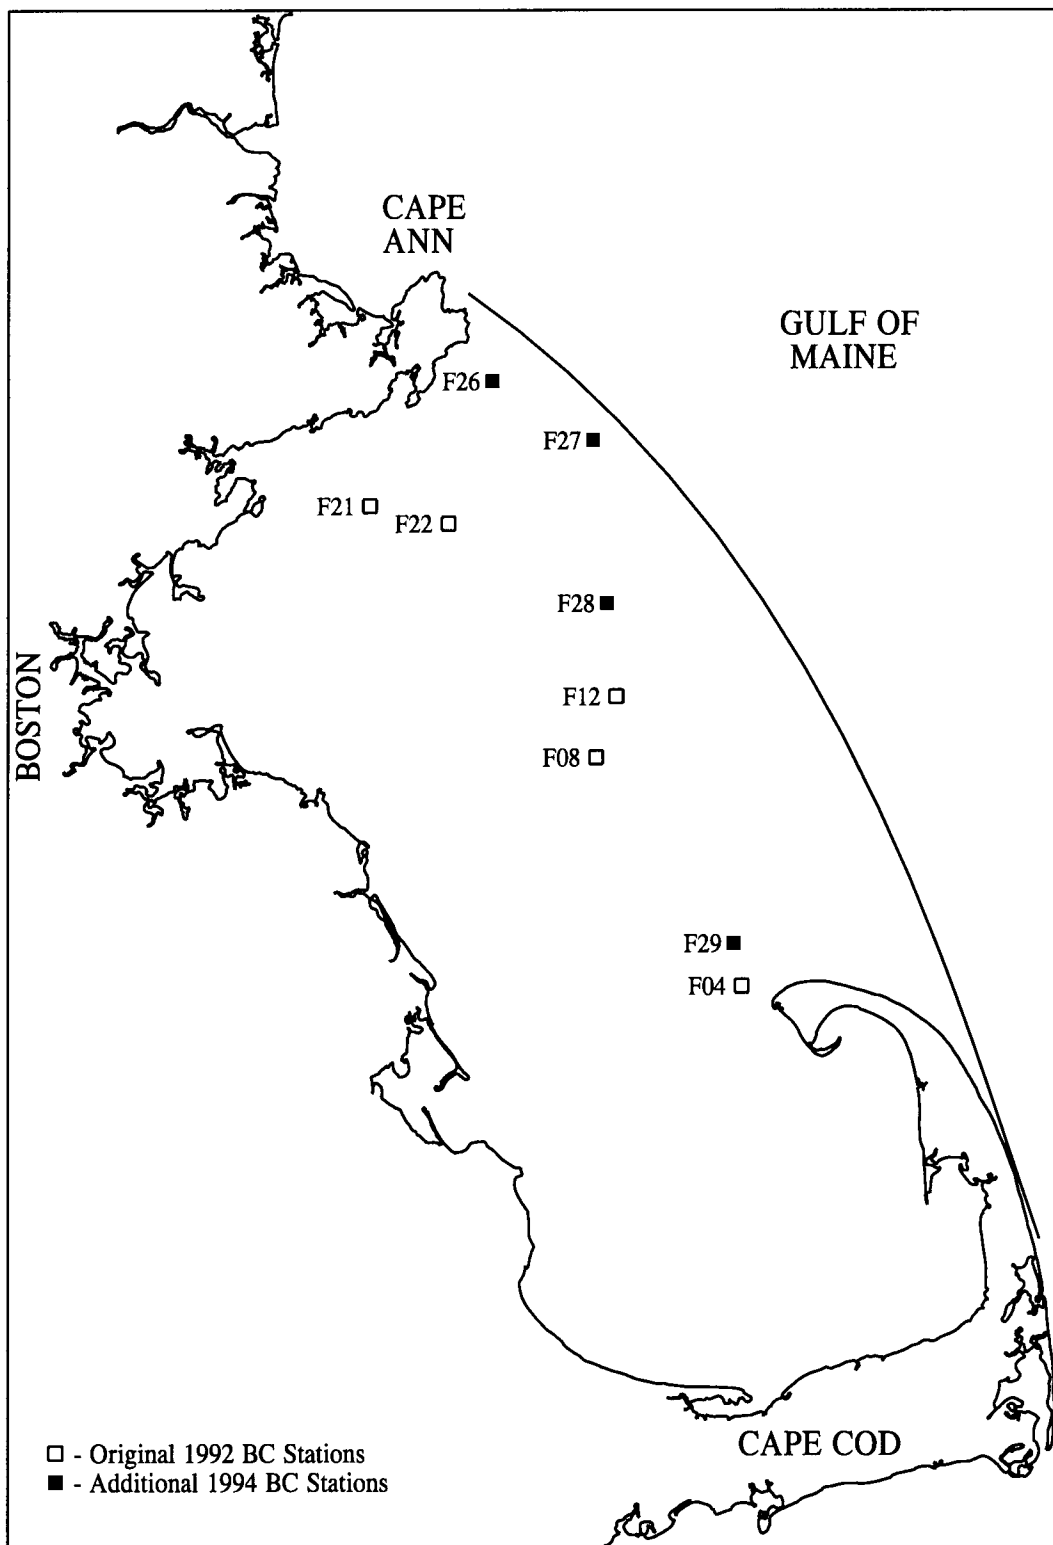 CAPE
ANN
GULF OF
MAINE
F26
F27
F21
F22
F28
BOSTON
F12
F08
F29
F04
CAPE COD
- Original 1992 BC Stations
- Additional 1994 BC Stations